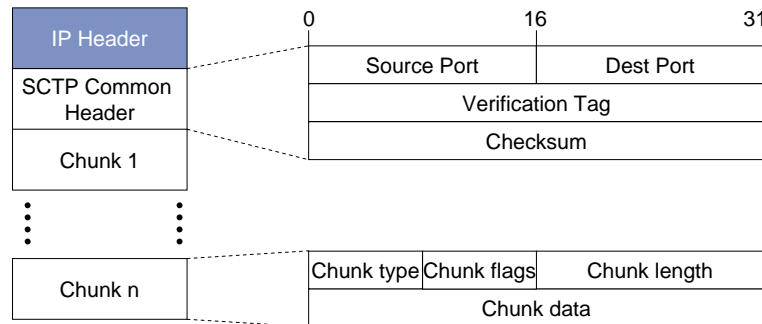 0 16 31
IP Header
Source Port Dest Port
SCTP Common
Header
Verification Tag
Checksum
Chunk 1
Chunk type Chunk flags Chunk length
Chunk n
Chunk data